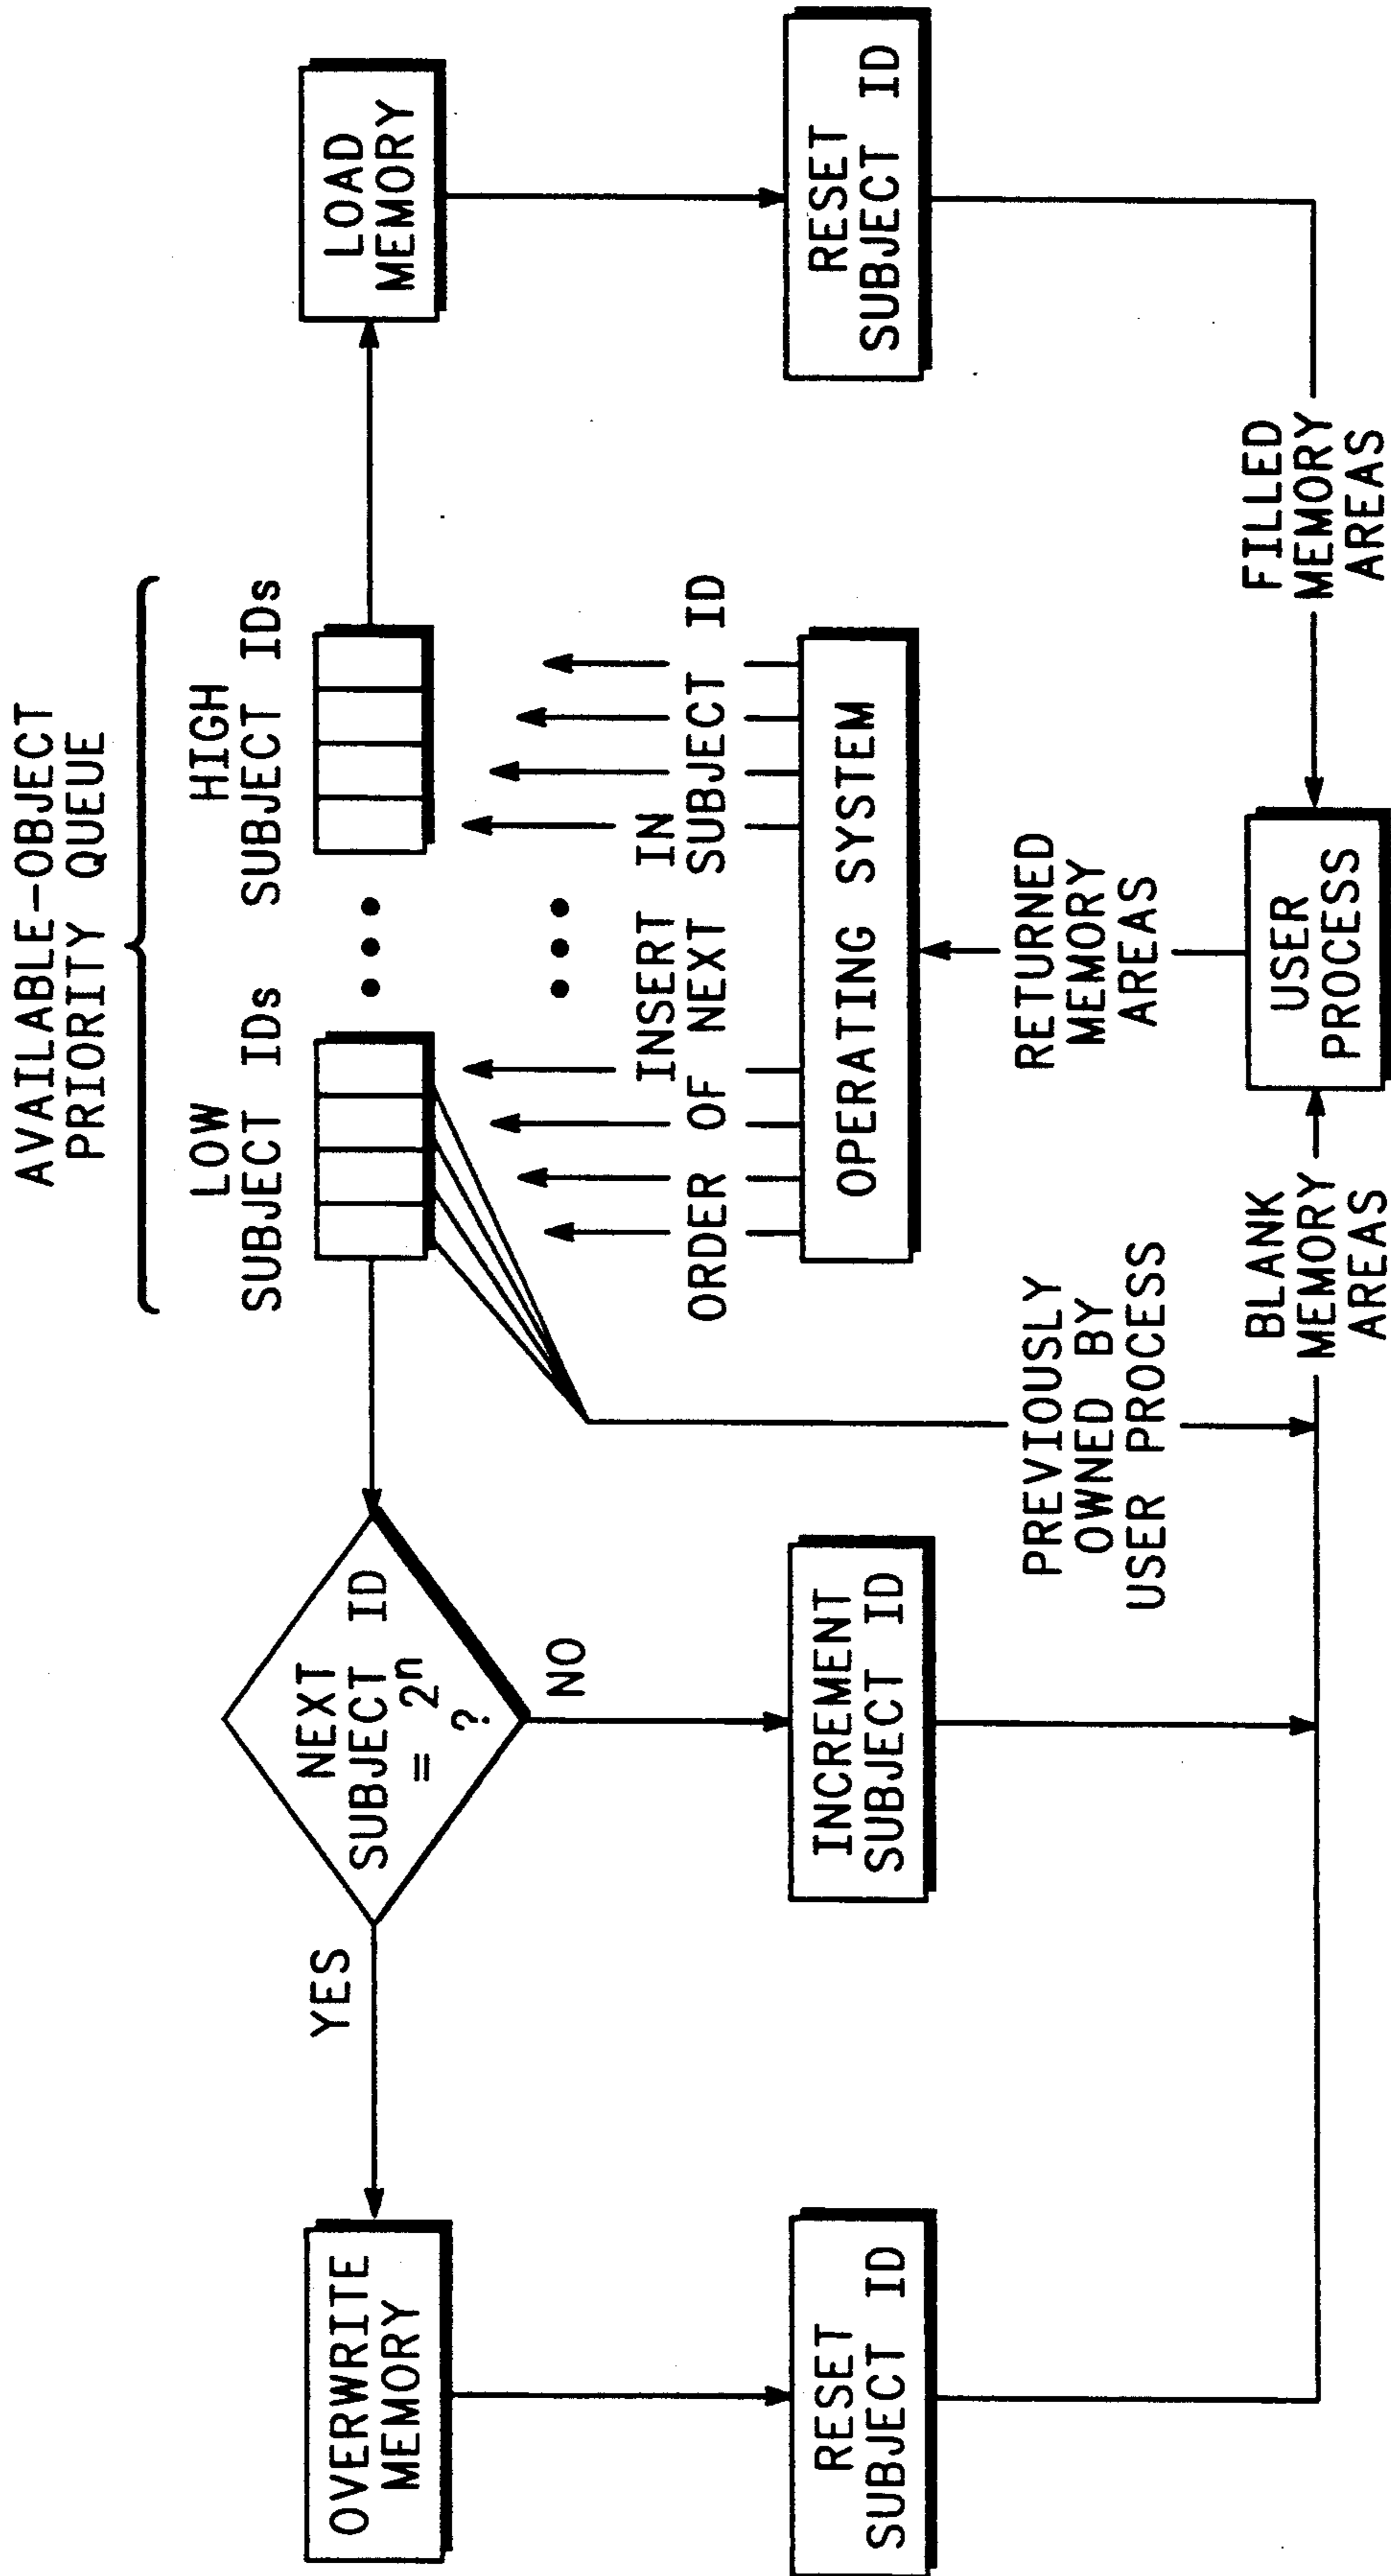 AVAILABLE-OBJECT
PRIORITY QUEUE
LOW
SUBJECT IDs
HIGH
SUBJECT IDs
OVERWRITE
MEMORY
YES
NEXT
SUBJECT ID
= 2ⁿ
?
NO
LOAD
MEMORY
INSERT IN
ORDER OF NEXT SUBJECT ID
RESET
SUBJECT ID
INCREMENT
SUBJECT ID
OPERATING SYSTEM
RESET
SUBJECT ID
PREVIOUSLY
OWNED BY
USER PROCESS
RETURNED
MEMORY
AREAS
BLANK
MEMORY
AREAS
USER
PROCESS
FILLED
MEMORY
AREAS